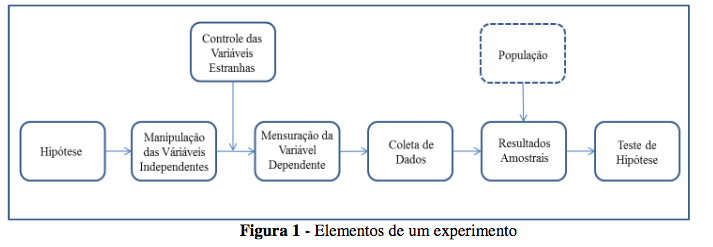 Controle das
Variáveis
Estranhas
População
Hipótese
Manipulação
das Váriáveis
Independentes
Mensuração da
Variável
Dependente
Coleta de
Dados
Resultados
Amostrais
Teste de
Hipótese
Figura 1 - Elementos de um experimento